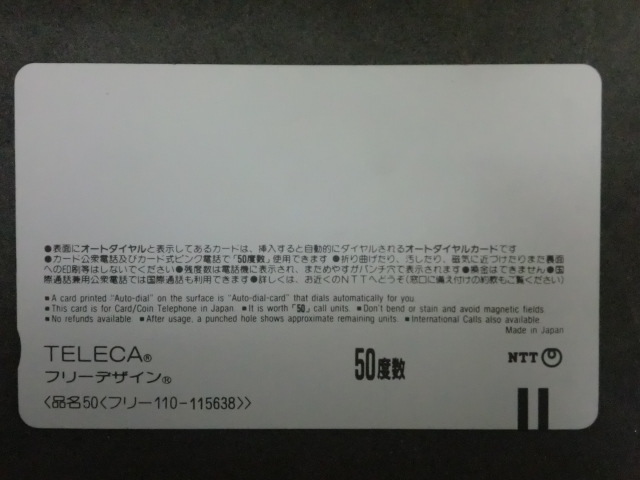 ●表面にオートダイヤルと表示してあるカードは、挿入すると自動的にダイヤルされるオートダイヤルカードです
●カード公衆電話及びカード式ピンク電話で「50度数」使用できます ●折り曲げたり、汚したり、磁気に近づけたりまた表面
への印刷等はしないでください ●残度数は電話機に表示され、まためやすがパンチ穴で表示されます ●換金はできません ●国
際通話兼用公衆電話では国際通話も利用できます ●詳しくは、お近くのNTTへどうぞ(窓口に備え付けの約款もご覧ください)
■ A card printed "Auto-dial" on the surface is "Auto-dial-card" that dials automatically for you.
■ This card is for Card/Coin Telephone in Japan. ■ It is worth「50」call units. ■ Don't bend or stain and avoid magnetic fields.
■ No refunds available. ■ After usage, a punched hole shows approximate remaining units. ■ International Calls also available.
Made in Japan
TELECA®
フリーデザイン®
50度数
NTT
〈品名50〈フリー110-115638〉〉